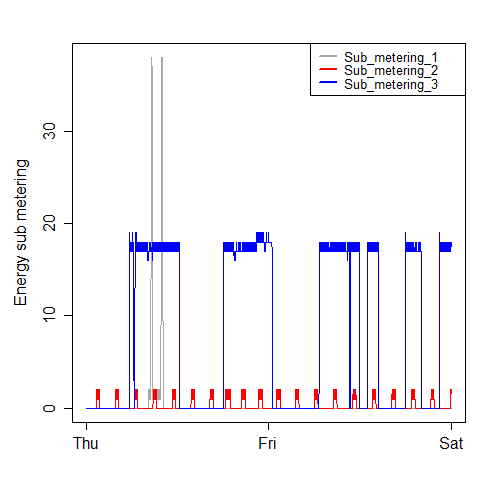 Sub_metering_1
Sub_metering_2
Sub_metering_3
Energy sub metering
30
20
10
0
Thu Fri Sat